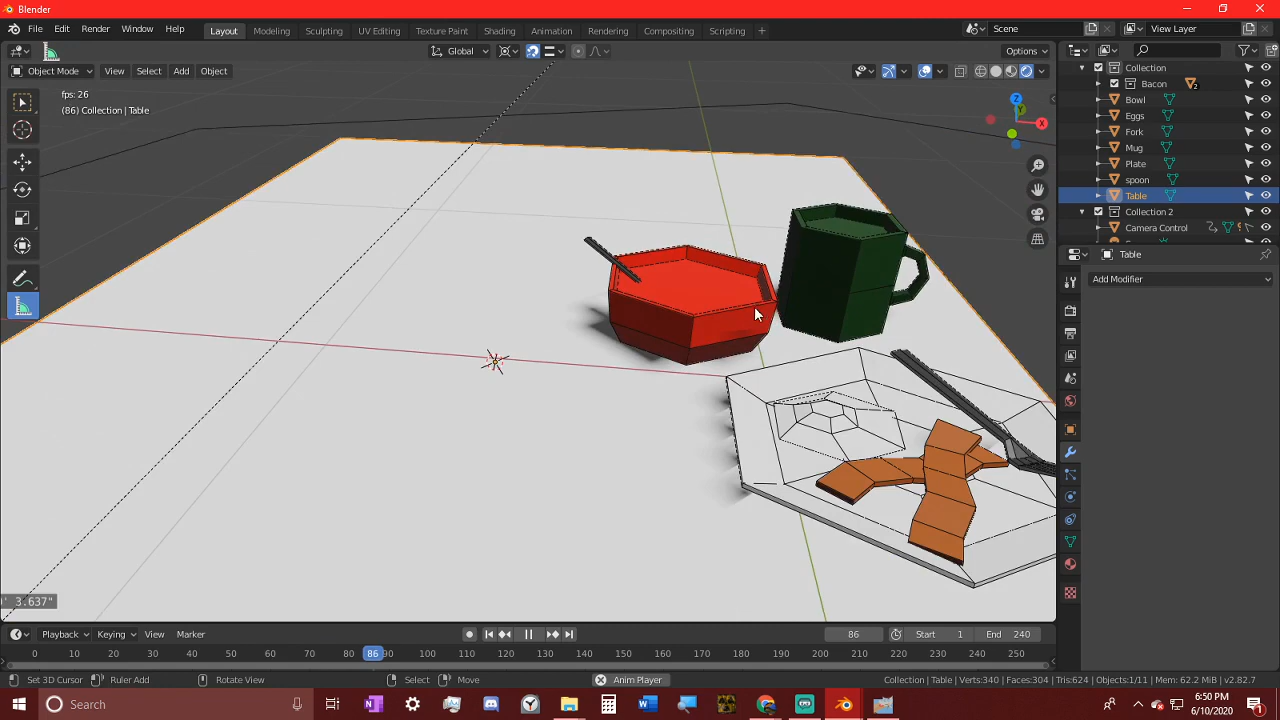 Blender
File Edit Render Window Help
Layout Modeling Sculpting UV Editing Texture Paint Shading Animation Rendering Compositing Scripting +
Scene
View Layer
Global
Options
Object Mode View Select Add Object
fps: 26
(86) Collection | Table
Z
Y
X
Collection
Bacon 2
Bowl
Eggs
Fork
Mug
Plate
spoon
Table
Collection 2
Camera Control
Table
Add Modifier
' 3.637"
Playback Keying View Marker
86 Start 1 End 240
0 10 20 30 40 50 60 70 80 86 90 100 110 120 130 140 150 160 170 180 190 200 210 220 230 240 250
Set 3D Cursor Ruler Add Rotate View Select Move Anim Player Collection | Table | Verts:340 | Faces:304 | Tris:624 | Objects:1/11 | Mem: 62.2 MiB | v2.82.7
Search
6:50 PM
6/10/2020
1